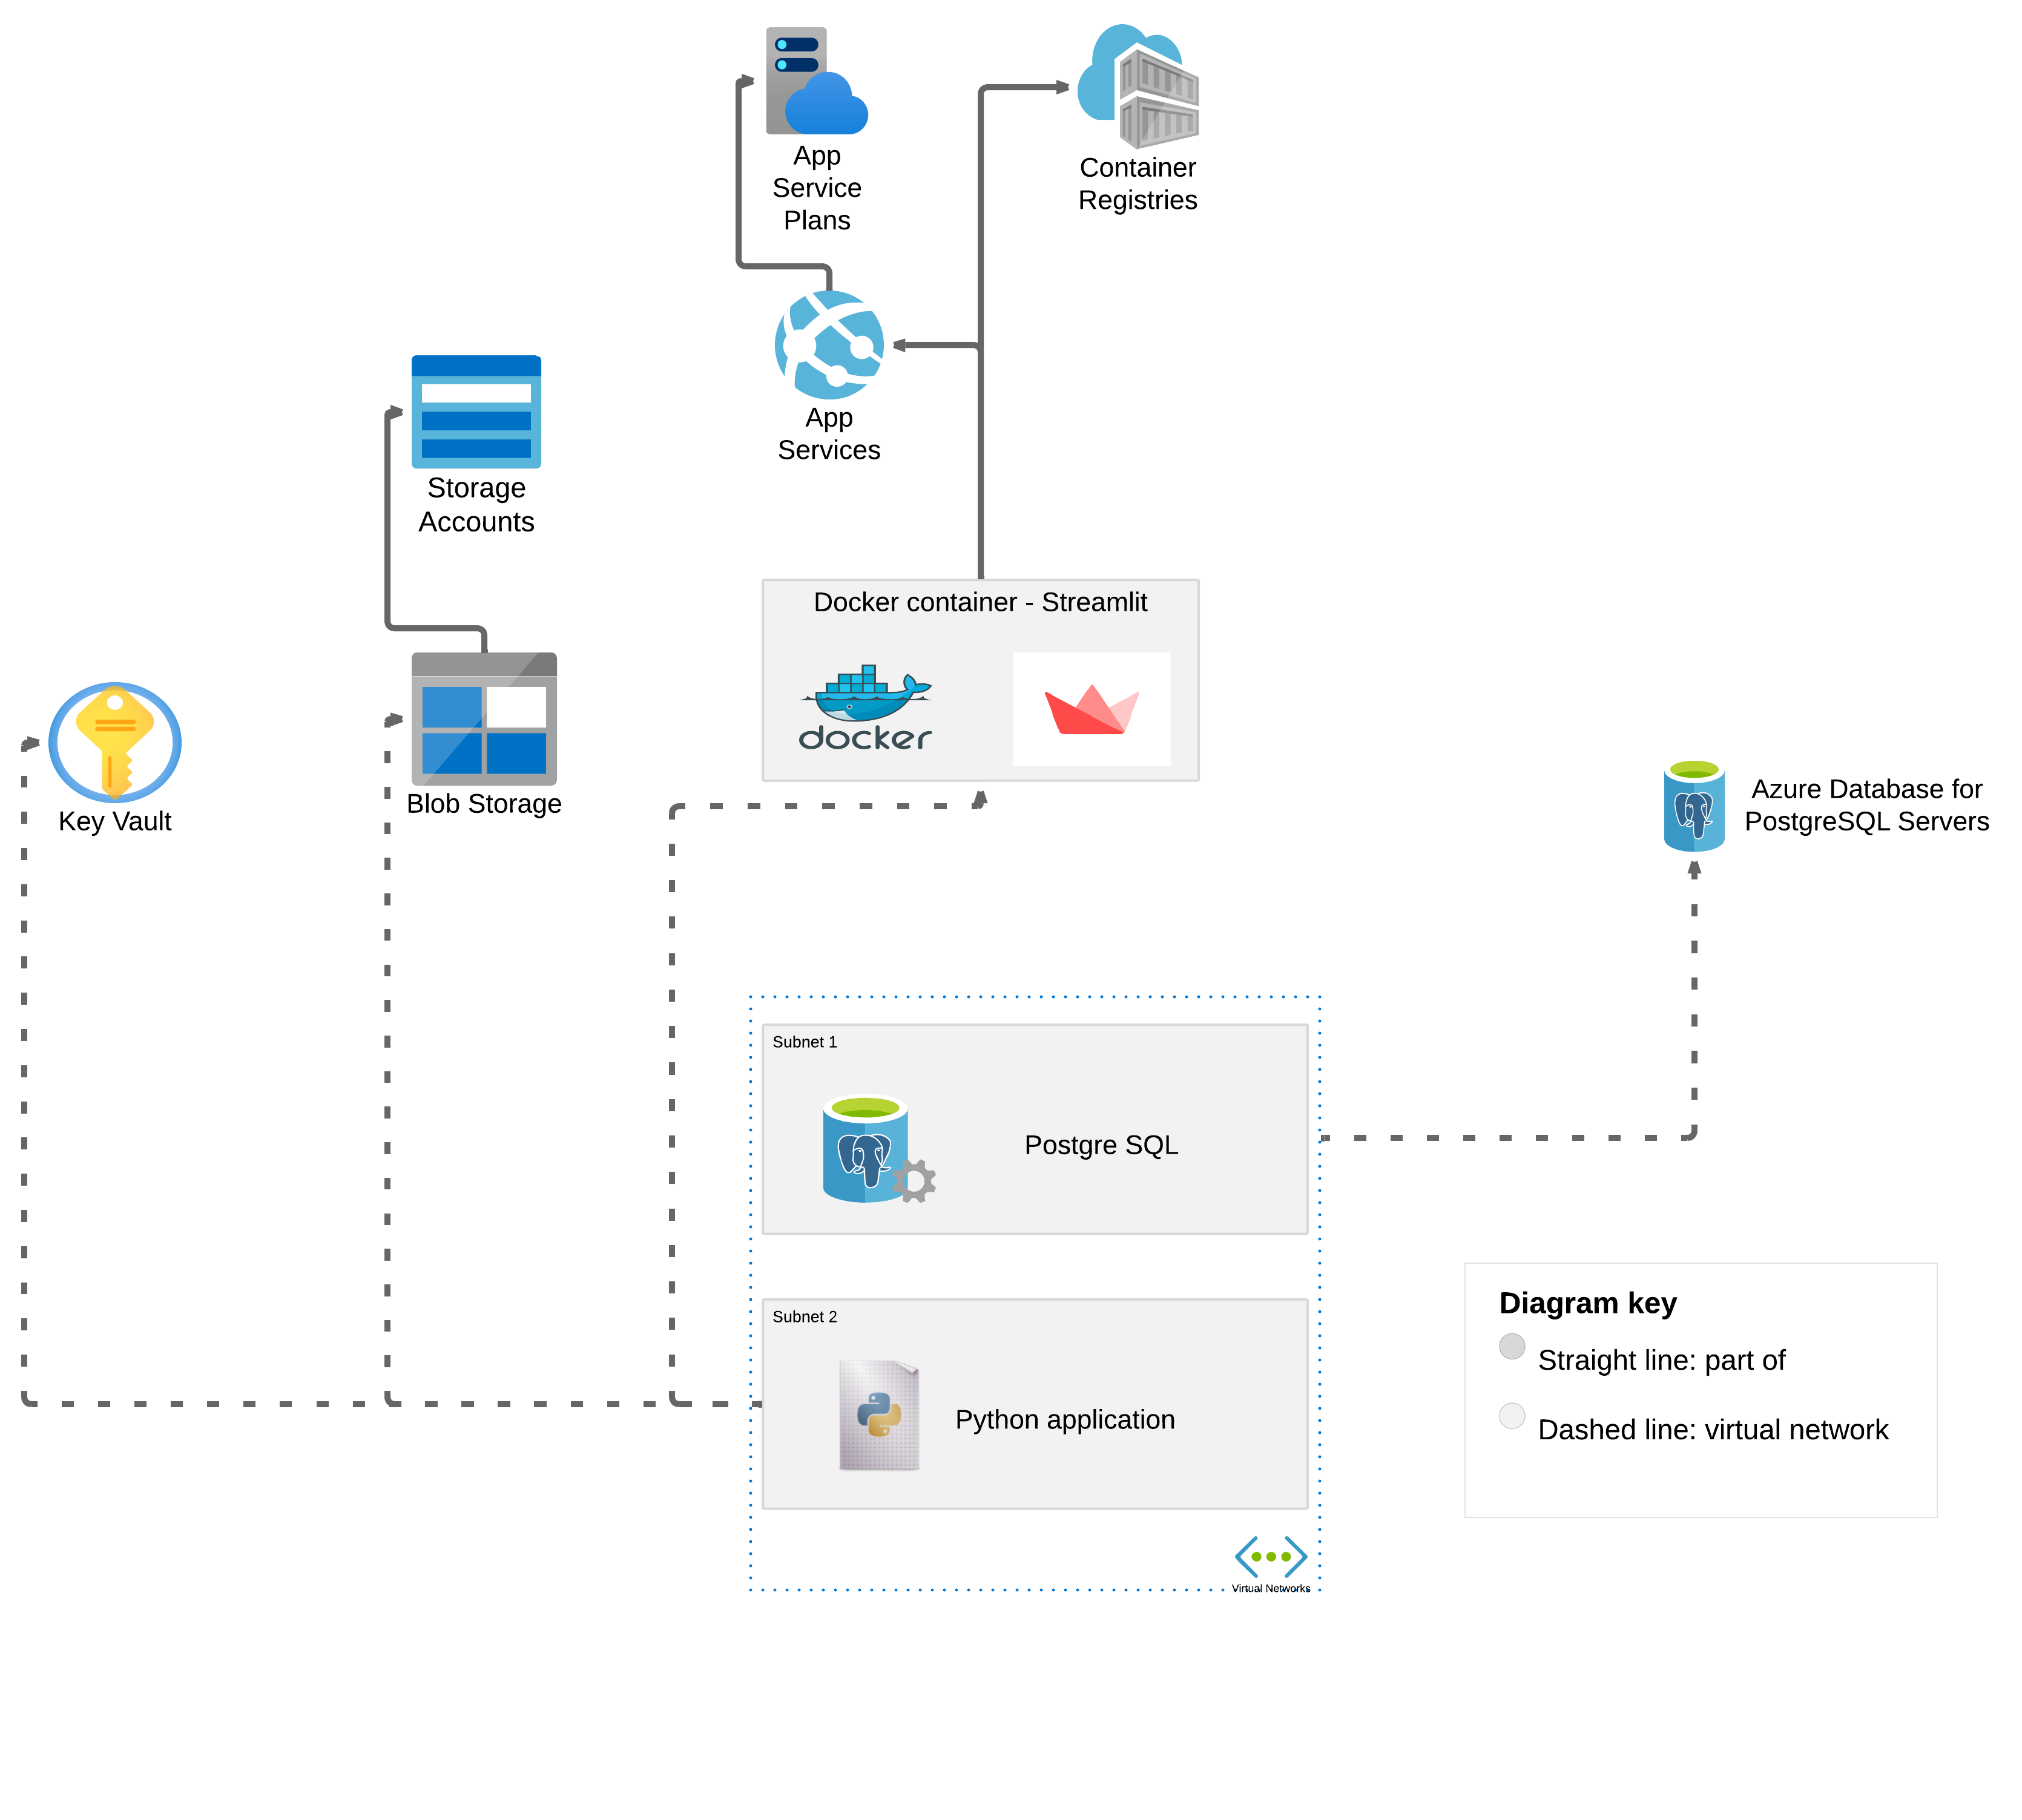 App
Service
Plans
Container
Registries
App
Services
Storage
Accounts
Docker container - Streamlit
docker
Key Vault
Blob Storage
Azure Database for
PostgreSQL Servers
Subnet 1
Postgre SQL
Subnet 2
Python application
Virtual Networks
Diagram key
Straight line: part of
Dashed line: virtual network